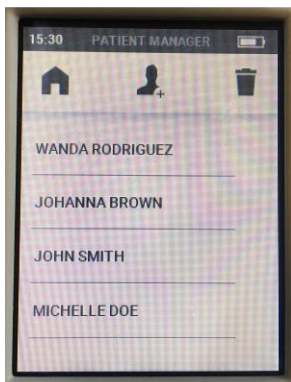 15:30 PATIENT MANAGER
WANDA RODRIGUEZ
JOHANNA BROWN
JOHN SMITH
MICHELLE DOE